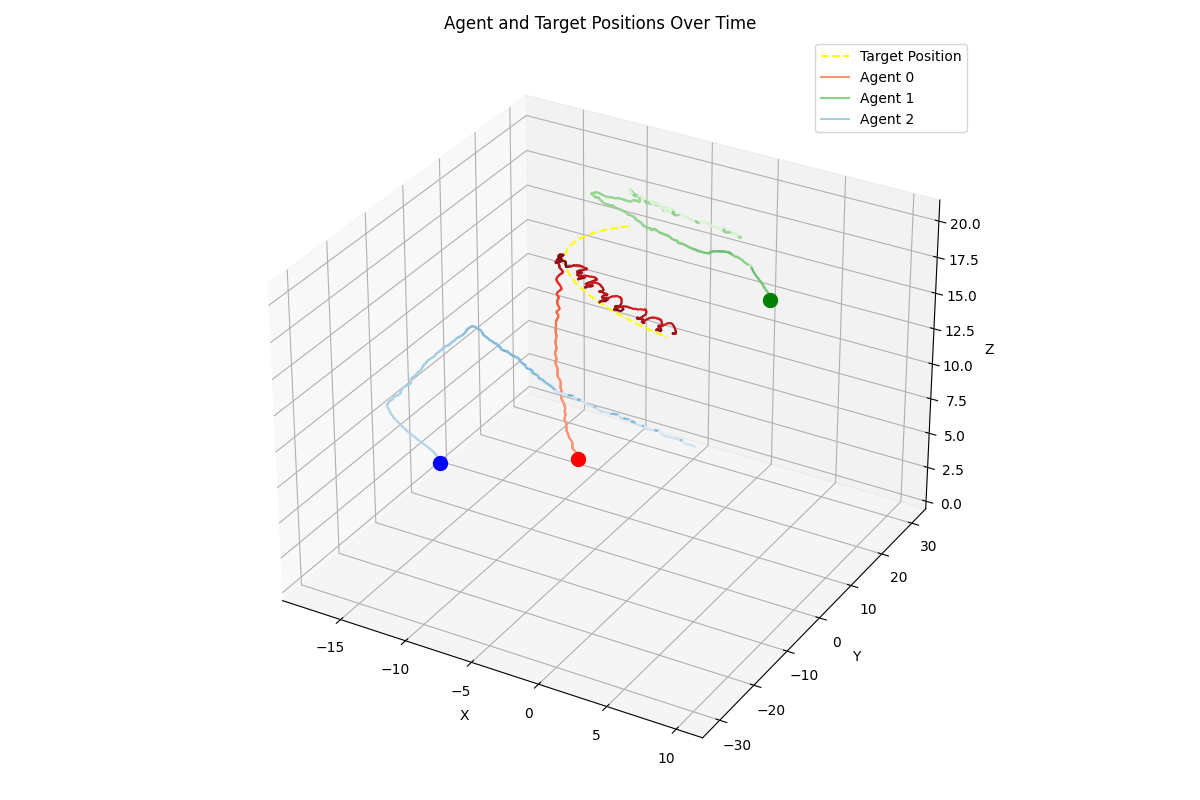 Agent and Target Positions Over Time
Target Position
Agent 0
Agent 1
Agent 2
20.0
17.5
15.0
12.5
Z
10.0
7.5
5.0
2.5
0.0
30
20
10
0
Y
−10
−20
−30
−15
−10
−5
X
0
5
10